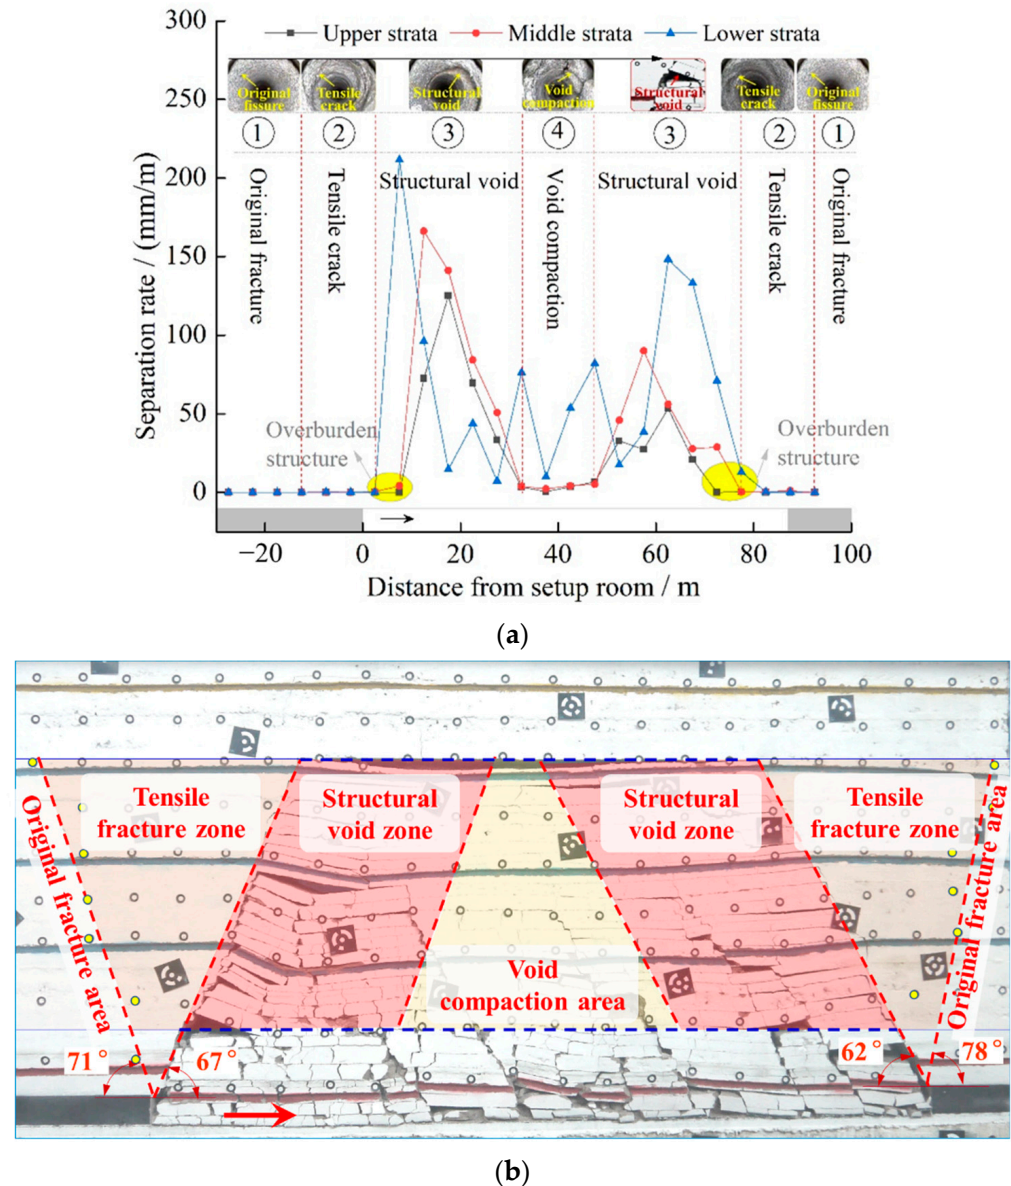 (a)
300
250
200
150
100
50
0
Separation rate / (mm/m)
Upper strata
Middle strata
Lower strata
Original
fissure
Tensile
crack
Structural
void
Void
compaction
Structural
void
Tensile
crack
Original
fissure
1
2
3
4
3
2
1
Original fracture
Tensile crack
Structural void
Void compaction
Structural void
Tensile crack
Original fracture
Overburden
structure
Overburden
structure
−20
0
20
40
60
80
100
Distance from setup room / m
(a)
Tensile
fracture zone
Structural
void zone
Structural
void zone
Tensile
fracture zone
Original fracture area
Original fracture area
Void
compaction area
71°
67°
62°
78°
(b)